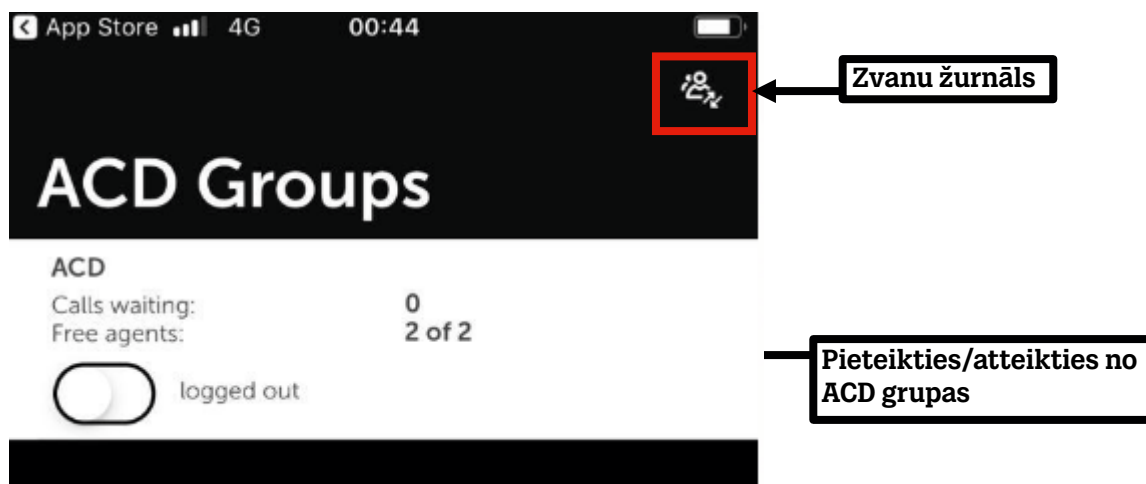 App Store 4G 00:44
Zvanu žurnāls
ACD Groups
ACD
Calls waiting: 0
Free agents: 2 of 2
logged out
Pieteikties/atteikties no
ACD grupas